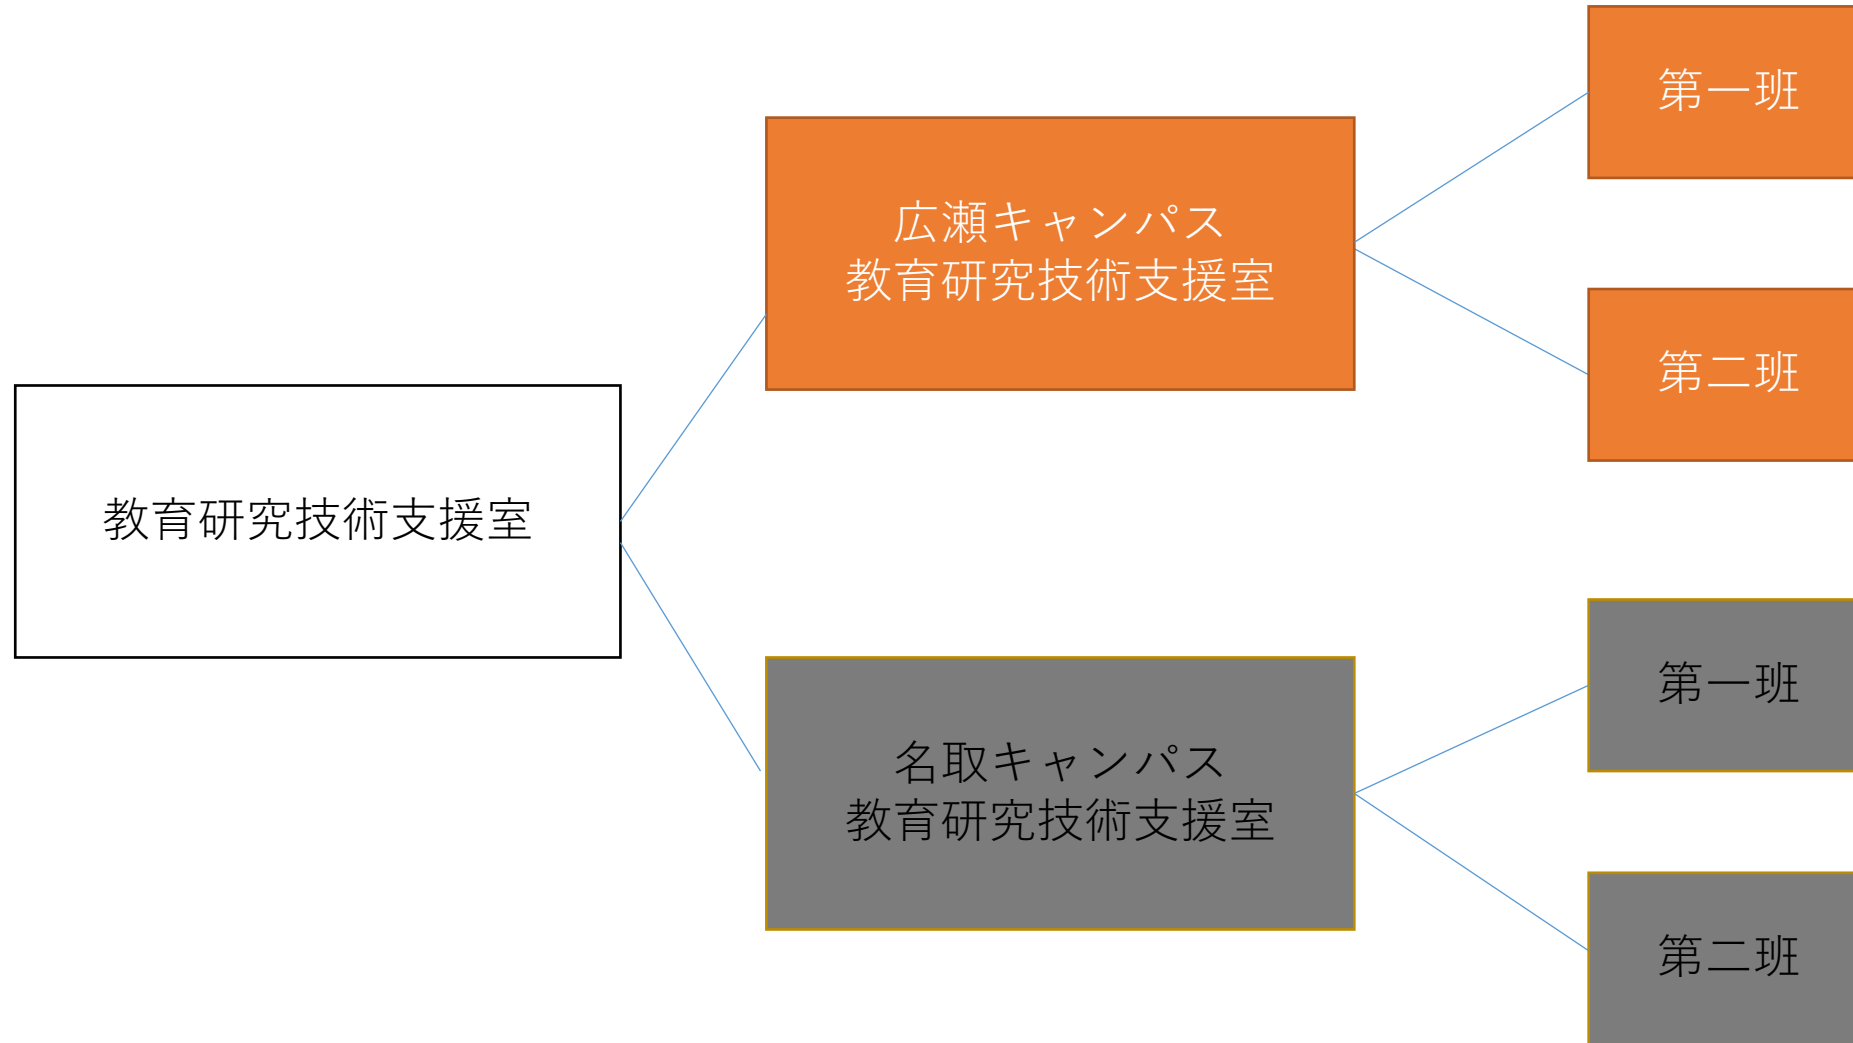 教育研究技術支援室
広瀬キャンパス
教育研究技術支援室
第一班
第二班
名取キャンパス
教育研究技術支援室
第一班
第二班